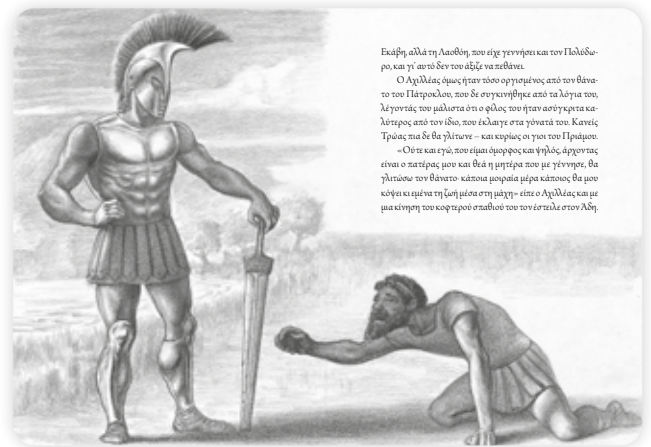 Εκάβη, αλλά τη Λαοθόη, που είχε γεννήσει και τον Πολύδω-
ρο, και γι' αυτό δεν του άξιζε να πεθάνει.
Ο Αχιλλέας όμως ήταν τόσο οργισμένος από τον θάνα-
το του Πάτροκλου, που δε συγκινήθηκε από τα λόγια του,
λέγοντάς του μάλιστα ότι ο φίλος του ήταν ασύγκριτα κα-
λύτερος από τον ίδιο, που έκλαιγε στα γόνατά του. Κανείς
Τρώας πια δε θα γλίτωνε – και κυρίως οι γιοι του Πριάμου.
«Ούτε και εγώ, που είμαι όμορφος και ψηλός, άρχοντας
είναι ο πατέρας μου και θεά η μητέρα που με γέννησε, θα
γλιτώσω τον θάνατο· κάποια μοιραία μέρα κάποιος θα μου
κόψει κι εμένα τη ζωή μέσα στη μάχη» είπε ο Αχιλλέας και με
μια κίνηση του κοφτερού σπαθιού του τον έστειλε στον Άδη.